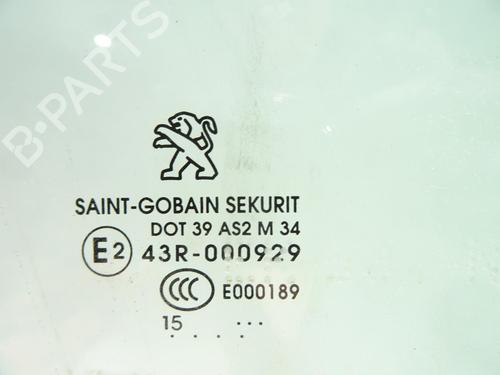 B-PARTS
SAINT-GOBAIN SEKURIT
DOT 39 AS2 M 34
E2 43R-000929
CCC E000189
15 ...
. . . .